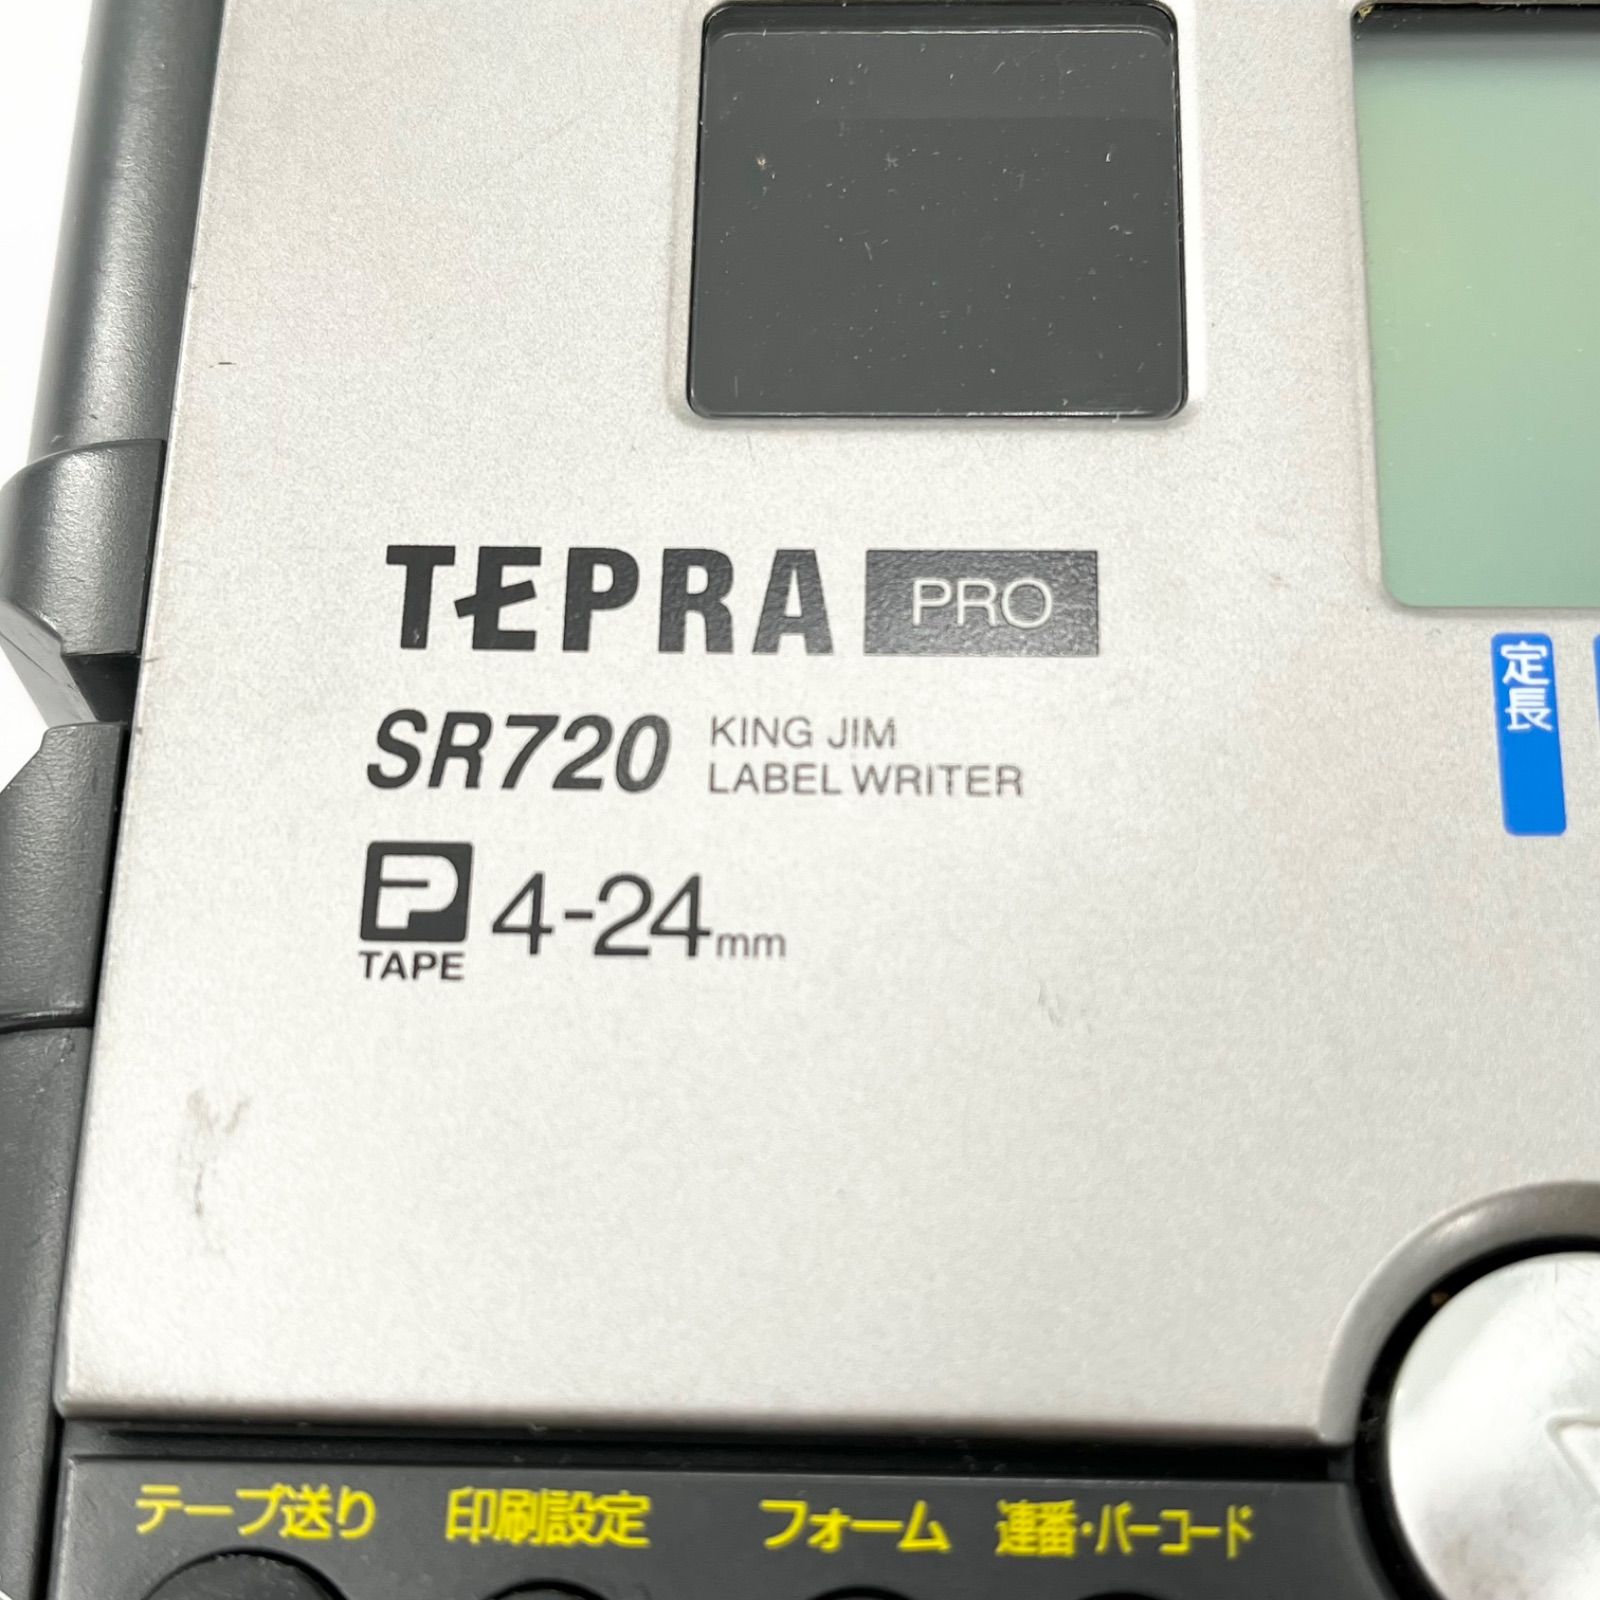 TEPRA PRO
SR720 KING JIM
LABEL WRITER
TAPE 4-24mm
定長
テープ送り 印刷設定 フォーム 連番・バーコード